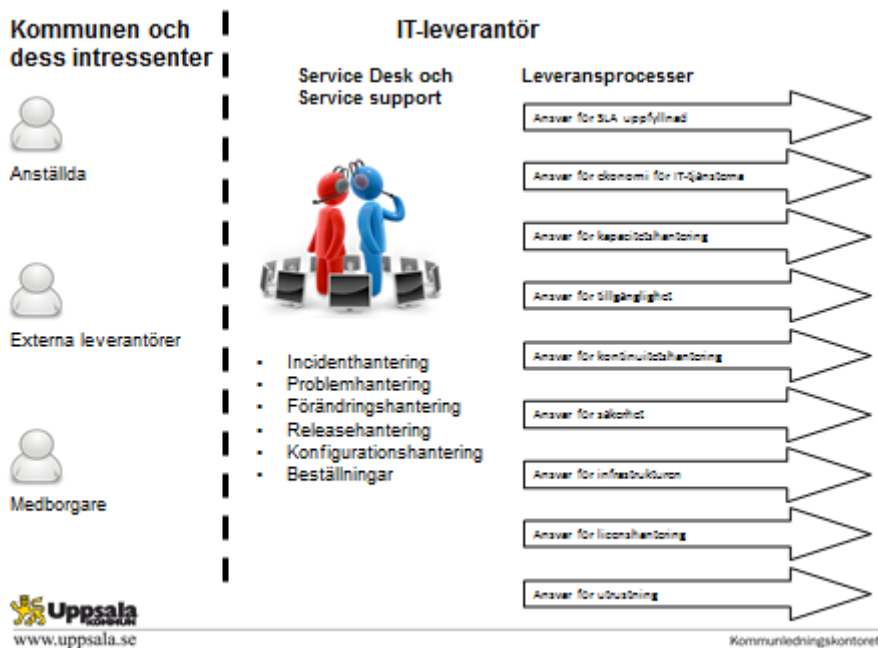 Kommunen och
dess intressenter
Anställda
Externa leverantörer
Medborgare
IT-leverantör
Service Desk och
Service support
Incidenthantering
Problemhantering
Förändringshantering
Releasehantering
Konfigurationshantering
Beställningar
Leveransprocesser
Ansvar för SLA uppfyllnad
Ansvar för ekonomi för IT-tjänsterna
Ansvar för kapacitetshantering
Ansvar för tillgänglighet
Ansvar för kontinuitetshantering
Ansvar för säkerhet
Ansvar för infrastrukturen
Ansvar för licenshantering
Ansvar för utrustning
Uppsala
KOMMUN
www.uppsala.se
Kommunledningskontoret